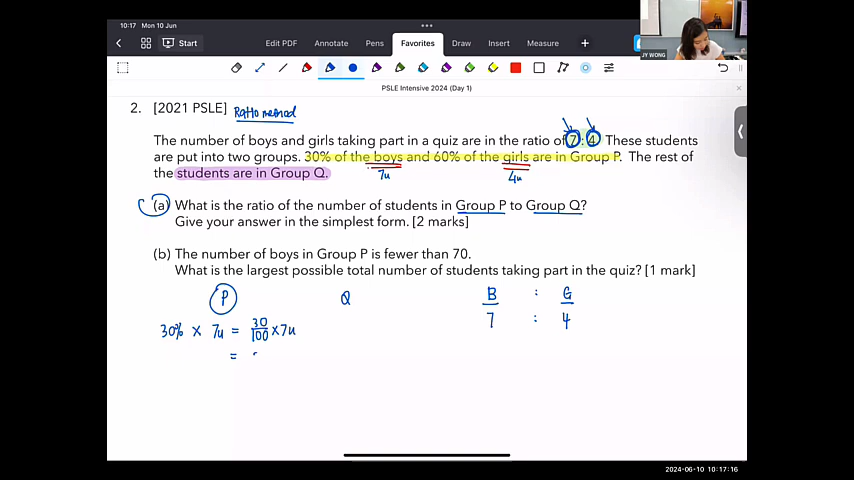 10:17 Mon 10 Jun
Start Edit PDF Annotate Pens Favorites Draw Insert Measure
JY WONG
PSLE Intensive 2024 (Day 1)
2. [2021 PSLE] Ratio method
The number of boys and girls taking part in a quiz are in the ratio of 7:4. These students
are put into two groups. 30% of the boys and 60% of the girls are in Group P. The rest of
the students are in Group Q.
7u 4u
(a) What is the ratio of the number of students in Group P to Group Q?
Give your answer in the simplest form. [2 marks]
(b) The number of boys in Group P is fewer than 70.
What is the largest possible total number of students taking part in the quiz? [1 mark]
P Q B : G
7 : 4
30% × 7u = 30/100 × 7u
=
2024-06-10 10:17:16